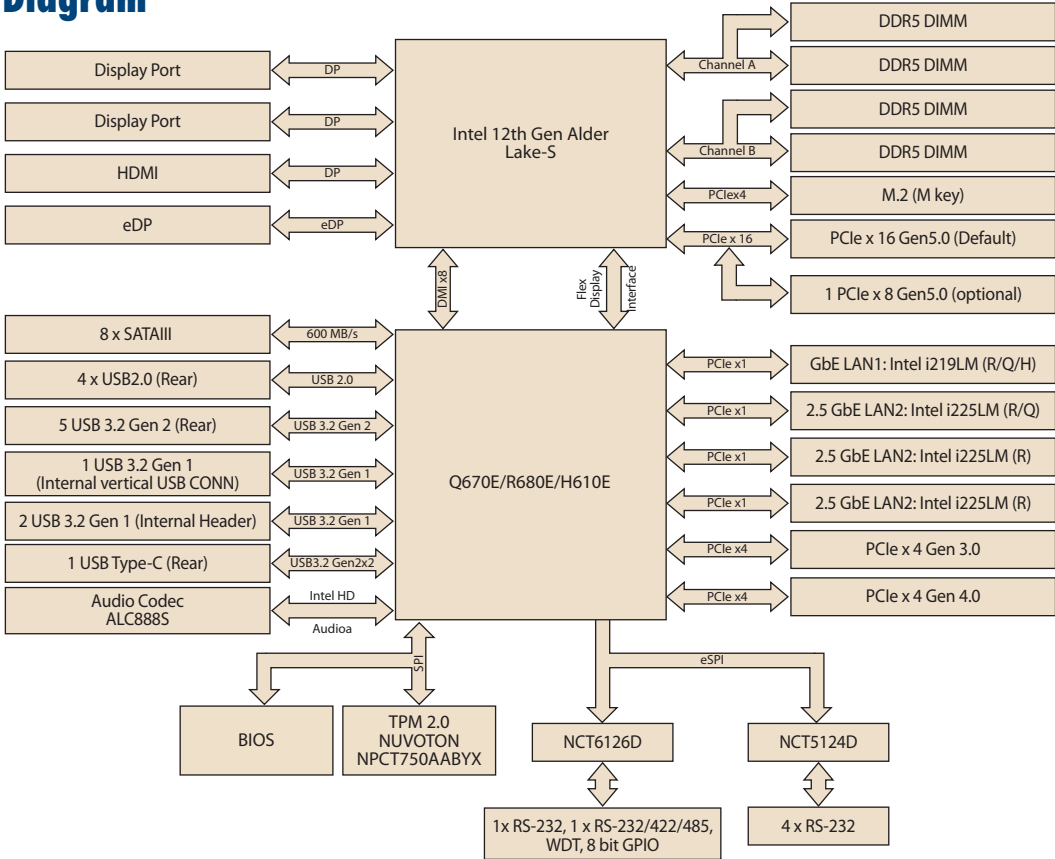 Diagram
DDR5 DIMM
Display Port
DP
Channel A
DDR5 DIMM
Display Port
DP
Intel 12th Gen Alder
Lake-S
DDR5 DIMM
HDMI
DP
Channel B
DDR5 DIMM
eDP
eDP
PCIex4
M.2 (M key)
PCIe x 16
PCIe x 16 Gen5.0 (Default)
DMI x8
Flex
Display
Interface
1 PCIe x 8 Gen5.0 (optional)
8 x SATAIII
600 MB/s
4 x USB2.0 (Rear)
USB 2.0
5 USB 3.2 Gen 2 (Rear)
USB 3.2 Gen 2
1 USB 3.2 Gen 1
(Internal vertical USB CONN)
USB 3.2 Gen 1
2 USB 3.2 Gen 1 (Internal Header)
USB 3.2 Gen 1
1 USB Type-C (Rear)
USB3.2 Gen2x2
Audio Codec
ALC888S
Intel HD
Audioa
Q670E/R680E/H610E
PCIe x1
GbE LAN1: Intel i219LM (R/Q/H)
PCIe x1
2.5 GbE LAN2: Intel i225LM (R/Q)
PCIe x1
2.5 GbE LAN2: Intel i225LM (R)
PCIe x1
2.5 GbE LAN2: Intel i225LM (R)
PCIe x4
PCIe x 4 Gen 3.0
PCIe x4
PCIe x 4 Gen 4.0
SPI
eSPI
BIOS
TPM 2.0
NUVOTON
NPCT750AABYX
NCT6126D
NCT5124D
1x RS-232, 1 x RS-232/422/485,
WDT, 8 bit GPIO
4 x RS-232